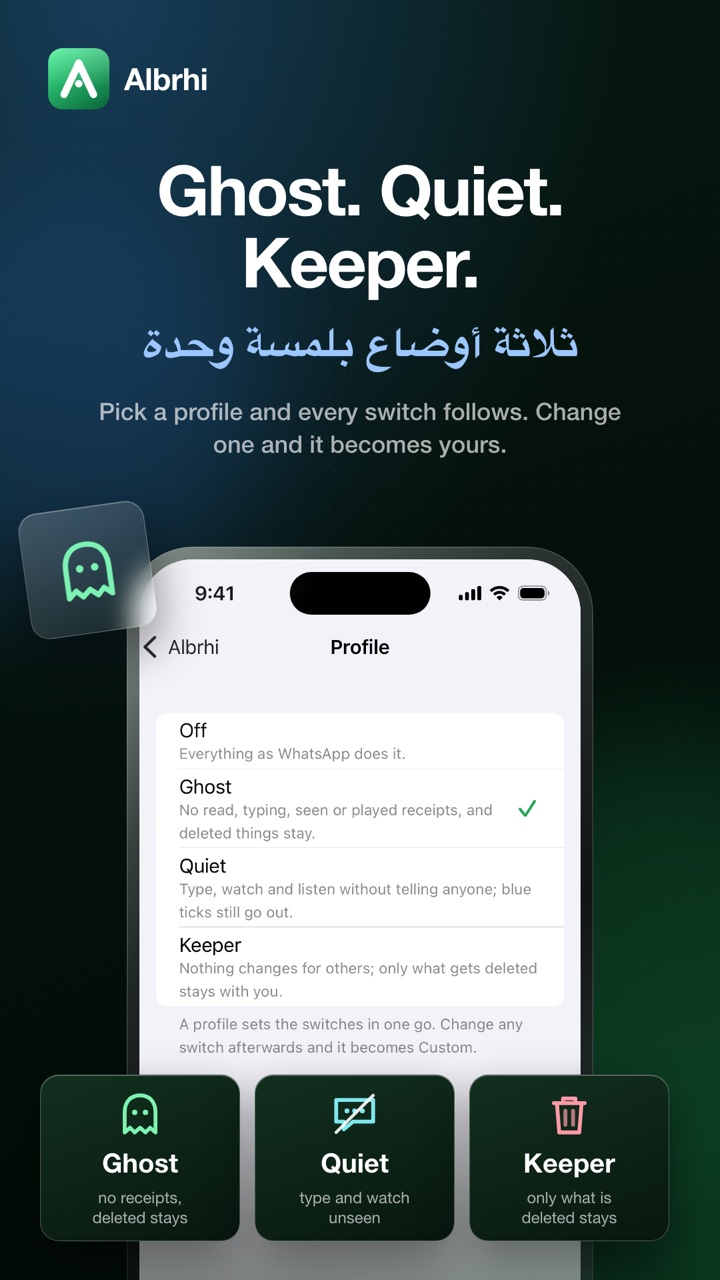 Albrhi
Ghost. Quiet.
Keeper.
ثلاثة أوضاع بلمسة وحدة
Pick a profile and every switch follows. Change
one and it becomes yours.
9:41
Albrhi
Profile
Off
Everything as WhatsApp does it.
Ghost
No read, typing, seen or played receipts, and
deleted things stay.
Quiet
Type, watch and listen without telling anyone; blue
ticks still go out.
Keeper
Nothing changes for others; only what gets deleted
stays with you.
A profile sets the switches in one go. Change any
switch afterwards and it becomes Custom.
Ghost
no receipts,
deleted stays
Quiet
type and watch
unseen
Keeper
only what is
deleted stays